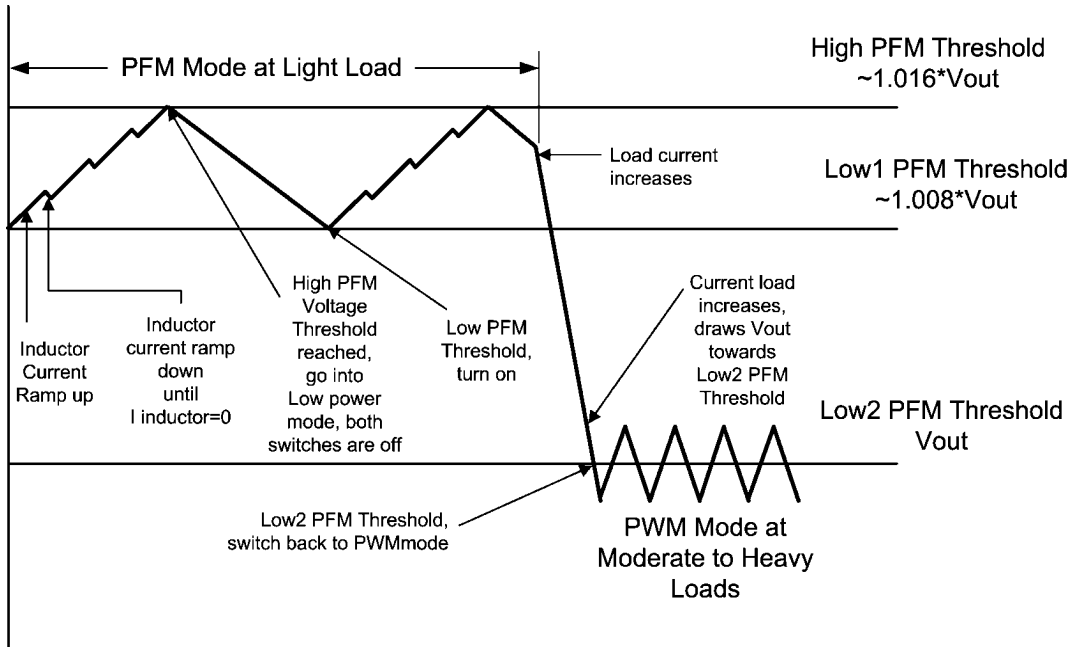 PFM Mode at Light Load
High PFM Threshold
~1.016*Vout
Load current
increases
Low1 PFM Threshold
~1.008*Vout
Inductor
Current
Ramp up
Inductor
current ramp
down
until
I inductor=0
High PFM
Voltage
Threshold
reached,
go into
Low power
mode, both
switches are off
Low PFM
Threshold,
turn on
Current load
increases,
draws Vout
towards
Low2 PFM
Threshold
Low2 PFM Threshold
Vout
Low2 PFM Threshold,
switch back to PWMmode
PWM Mode at
Moderate to Heavy
Loads